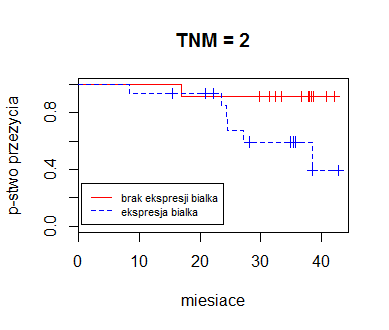 TNM = 2
p-stwo przezycia
0.8
0.4
0.0
brak ekspresji bialka
ekspresja bialka
0 10 20 30 40
miesiace